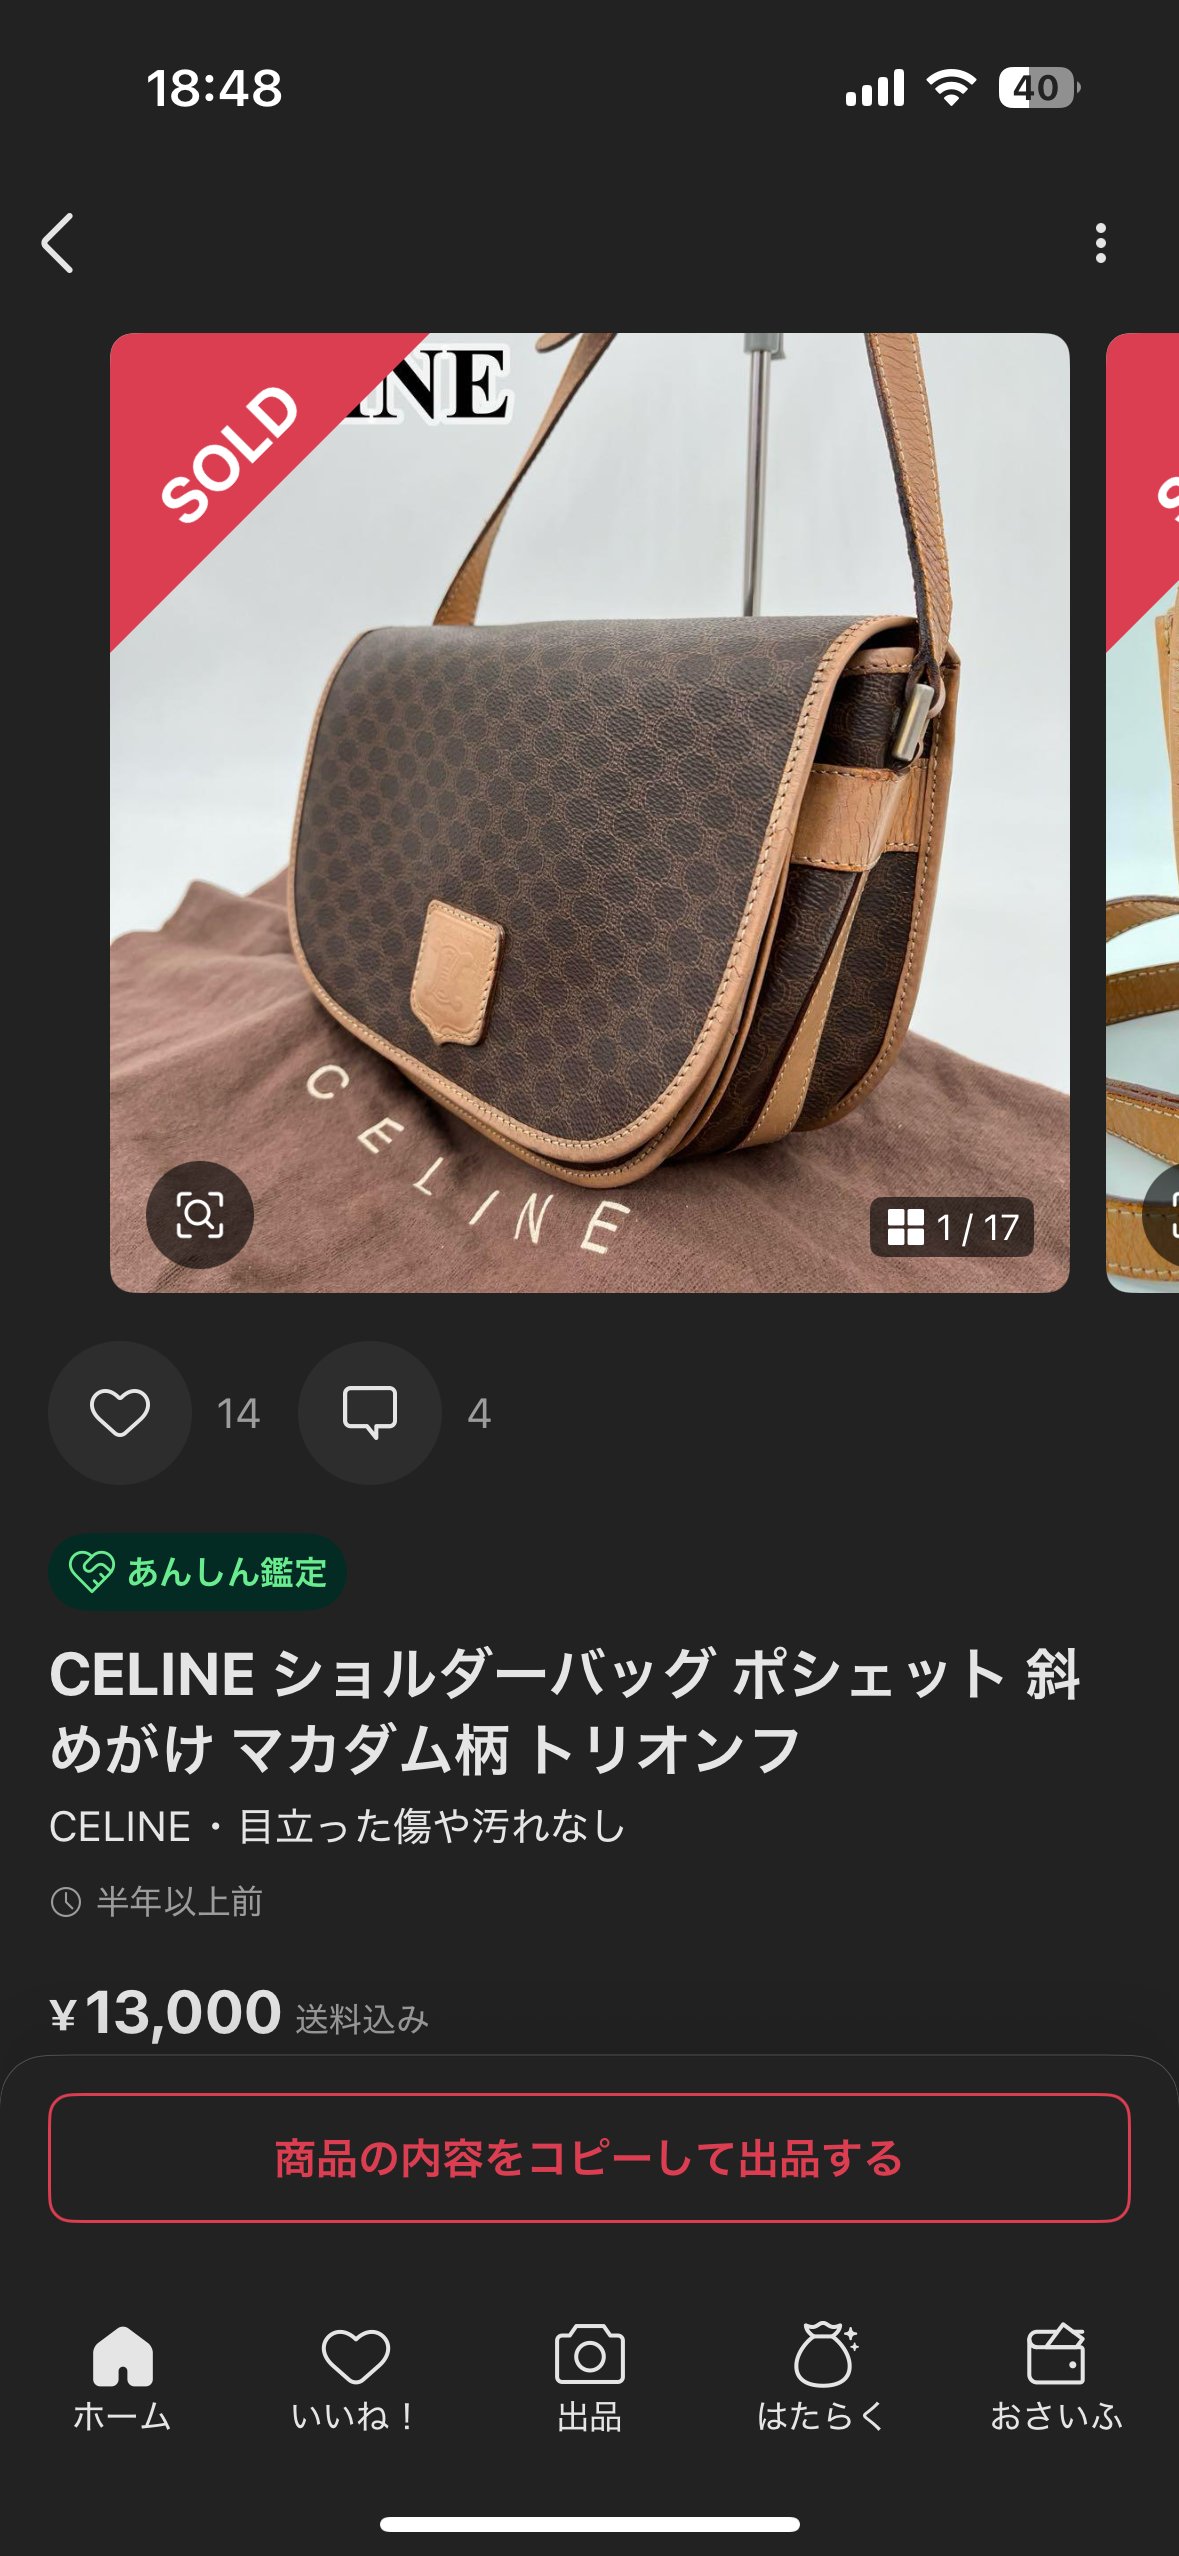 18:48
40
SOLD
INE
CELINE
1 / 17
14
4
あんしん鑑定
CELINE ショルダーバッグ ポシェット 斜
めがけ マカダム柄 トリオンフ
CELINE・目立った傷や汚れなし
半年以上前
¥13,000 送料込み
商品の内容をコピーして出品する
ホーム
いいね！
出品
はたらく
おさいふ